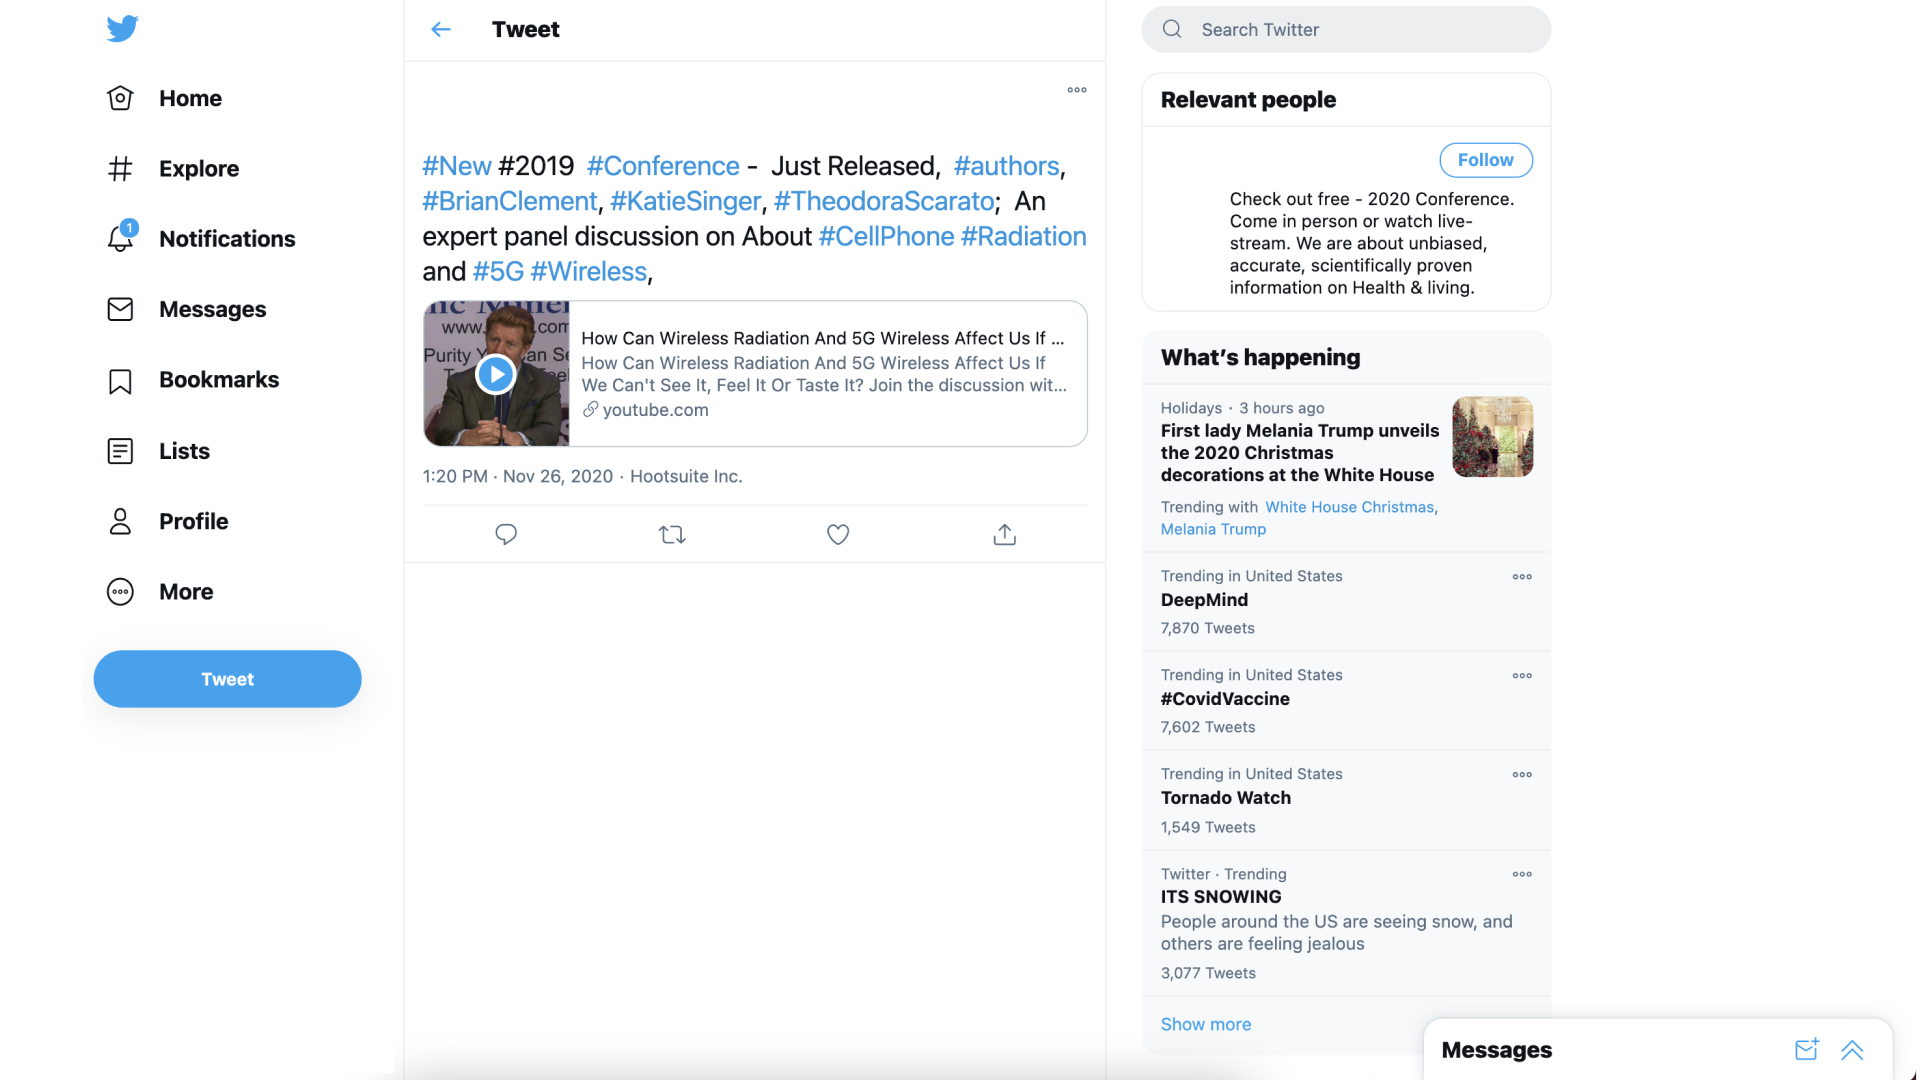 Home
Explore
1
Notifications
Messages
Bookmarks
Lists
Profile
More
Tweet
Tweet
#New #2019 #Conference - Just Released, #authors,
#BrianClement, #KatieSinger, #TheodoraScarato; An
expert panel discussion on About #CellPhone #Radiation
and #5G #Wireless,
www.
.com
Purity
How Can Wireless Radiation And 5G Wireless Affect Us If ...
How Can Wireless Radiation And 5G Wireless Affect Us If
We Can't See It, Feel It Or Taste It? Join the discussion wit...
youtube.com
1:20 PM · Nov 26, 2020 · Hootsuite Inc.
Search Twitter
Relevant people
Follow
Check out free - 2020 Conference.
Come in person or watch live-
stream. We are about unbiased,
accurate, scientifically proven
information on Health & living.
What's happening
Holidays · 3 hours ago
First lady Melania Trump unveils
the 2020 Christmas
decorations at the White House
Trending with White House Christmas,
Melania Trump
Trending in United States
DeepMind
7,870 Tweets
Trending in United States
#CovidVaccine
7,602 Tweets
Trending in United States
Tornado Watch
1,549 Tweets
Twitter · Trending
ITS SNOWING
People around the US are seeing snow, and
others are feeling jealous
3,077 Tweets
Show more
Messages